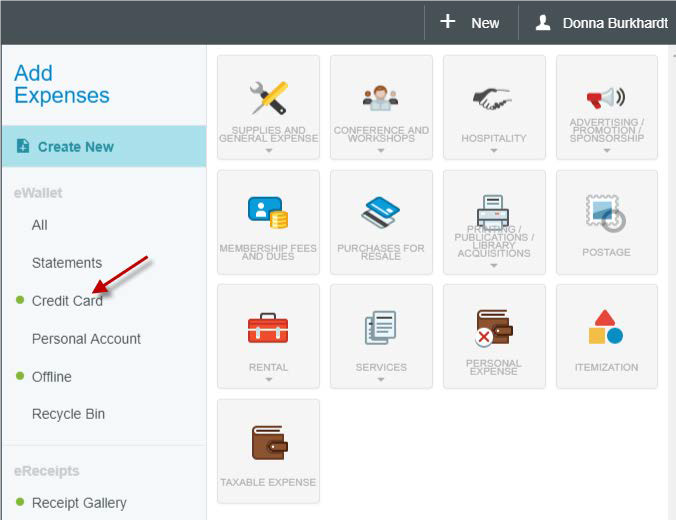 + New
Donna Burkhardt
Add
Expenses
Create New
eWallet
All
Statements
Credit Card
Personal Account
Offline
Recycle Bin
eReceipts
Receipt Gallery
SUPPLIES AND
GENERAL EXPENSE
CONFERENCE AND
WORKSHOPS
HOSPITALITY
ADVERTISING /
PROMOTION /
SPONSORSHIP
MEMBERSHIP FEES
AND DUES
PURCHASES FOR
RESALE
PRINTING /
PUBLICATIONS /
LIBRARY
ACQUISITIONS
POSTAGE
RENTAL
SERVICES
PERSONAL
EXPENSE
ITEMIZATION
TAXABLE EXPENSE